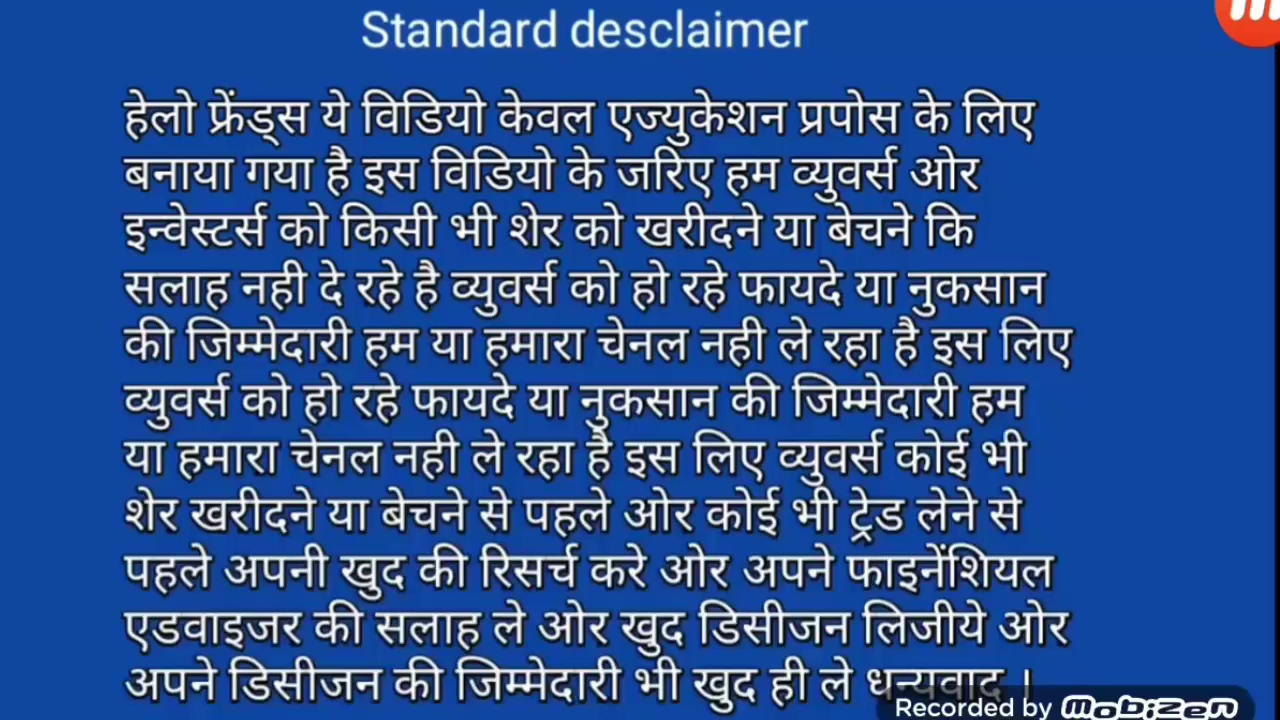 Standard desclaimer
हेलो फ्रेंड्स ये विडियो केवल एज्युकेशन प्रपोस के लिए
बनाया गया है इस विडियो के जरिए हम व्युवर्स ओर
इन्वेस्टर्स को किसी भी शेर को खरीदने या बेचने कि
सलाह नही दे रहे है व्युवर्स को हो रहे फायदे या नुकसान
की जिम्मेदारी हम या हमारा चेनल नही ले रहा है इस लिए
व्युवर्स को हो रहे फायदे या नुकसान की जिम्मेदारी हम
या हमारा चेनल नही ले रहा है इस लिए व्युवर्स कोई भी
शेर खरीदने या बेचने से पहले ओर कोई भी ट्रेड लेने से
पहले अपनी खुद की रिसर्च करे ओर अपने फाइनेंशियल
एडवाइजर की सलाह ले ओर खुद डिसीजन लिजीये ओर
अपने डिसीजन की जिम्मेदारी भी खुद ही ले धन्यवाद ।
Recorded by mobizen